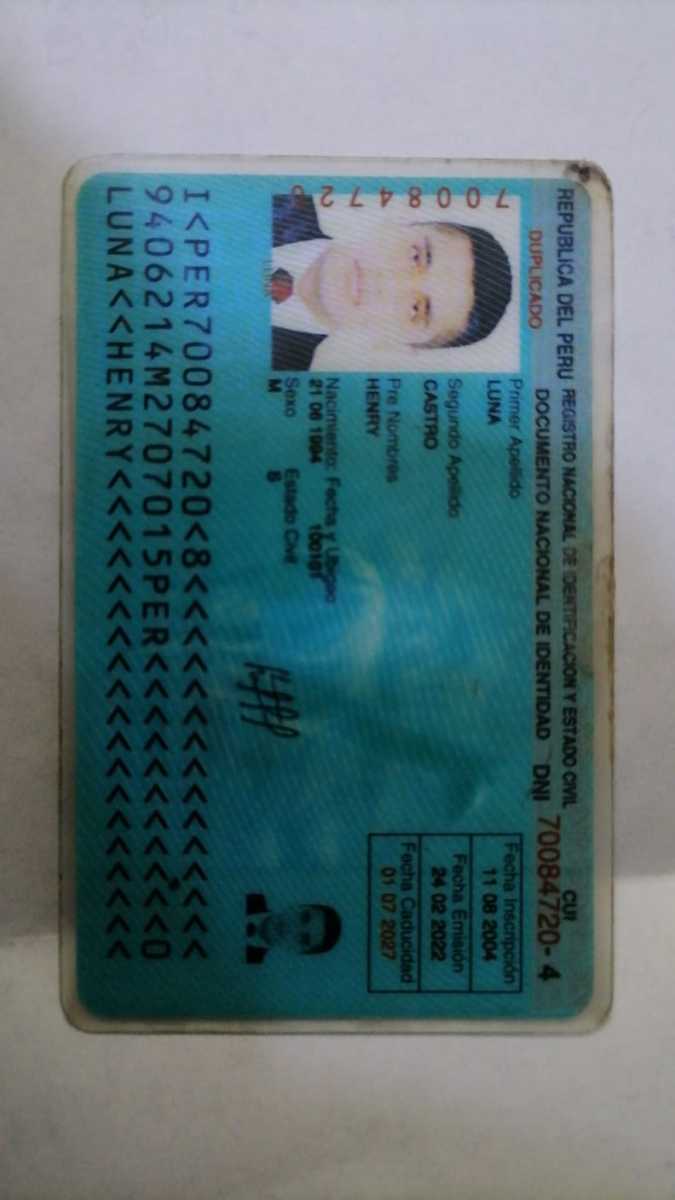 REPUBLICA DEL PERU REGISTRO NACIONAL DE IDENTIFICACION Y ESTADO CIVIL CUI
DUPLICADO DOCUMENTO NACIONAL DE IDENTIDAD DNI 70084720-4
7008472
Primer Apellido
LUNA
Segundo Apellido
CASTRO
Pre Nombres
HENRY
Nacimiento: Fecha y Ubigeo
21 06 1994 100101
Sexo Estado Civil
M S
Fecha Inscripción
11 08 2004
Fecha Emisión
24 02 2022
Fecha Caducidad
01 07 2027
I<PER70084720<8<<<<<<<<<<<<<<<
9406214M2707015PER<<<<<<<<<<<0
LUNA<<HENRY<<<<<<<<<<<<<<<<<<<